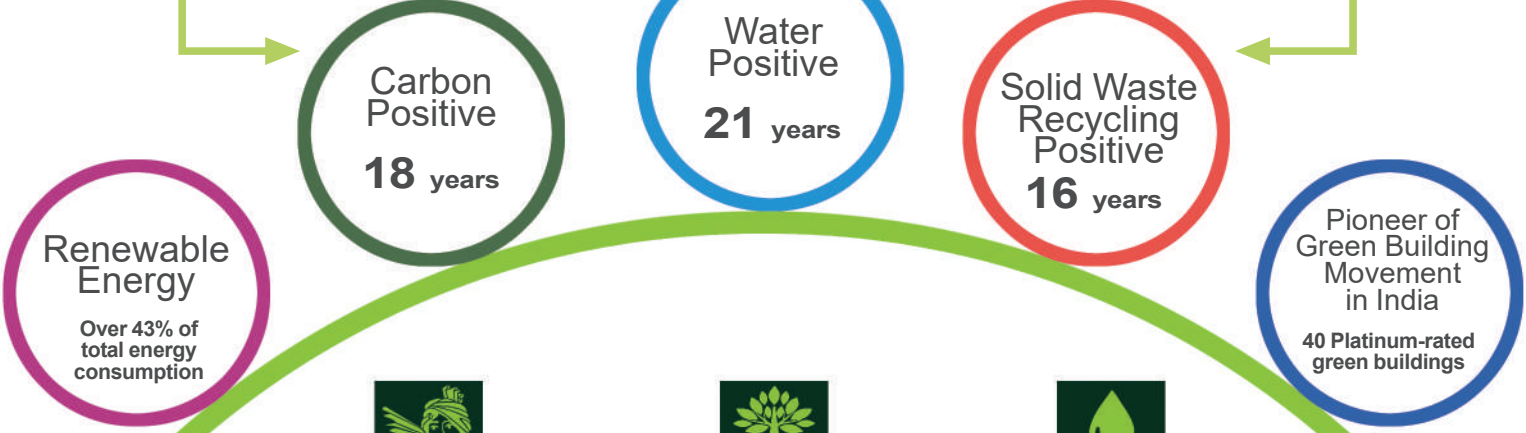 Water
Positive
21 years
Carbon
Positive
18 years
Solid Waste
Recycling
Positive
16 years
Renewable
Energy
Over 43% of
total energy
consumption
Pioneer of
Green Building
Movement
in India
40 Platinum-rated
green buildings